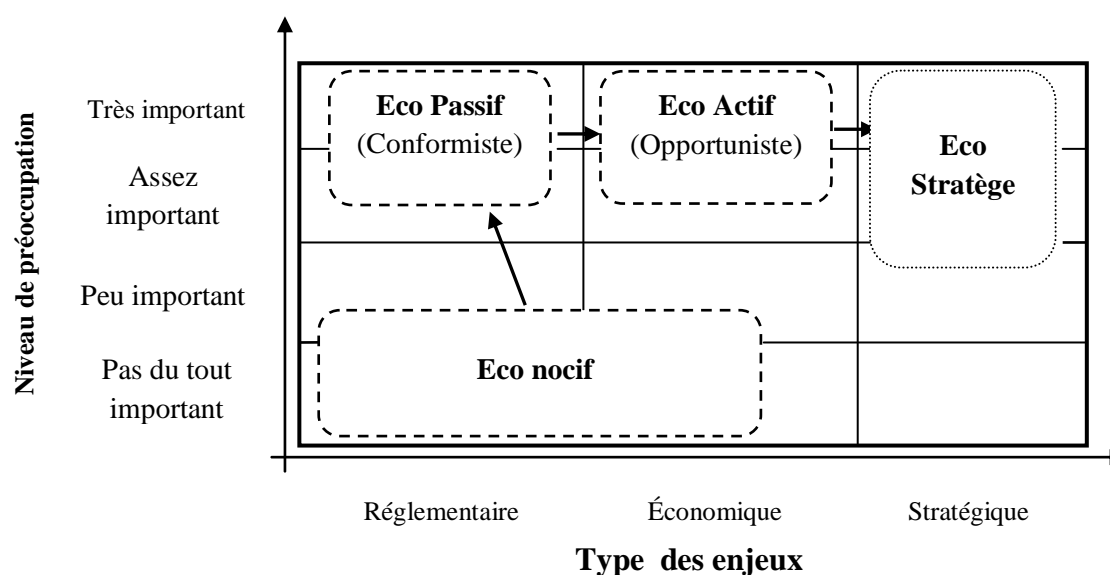 Niveau de préoccupation
Très important
Assez
important
Peu important
Pas du tout
important
Eco Passif
(Conformiste)
Eco Actif
(Opportuniste)
Eco
Stratège
Eco nocif
Réglementaire
Économique
Stratégique
Type des enjeux